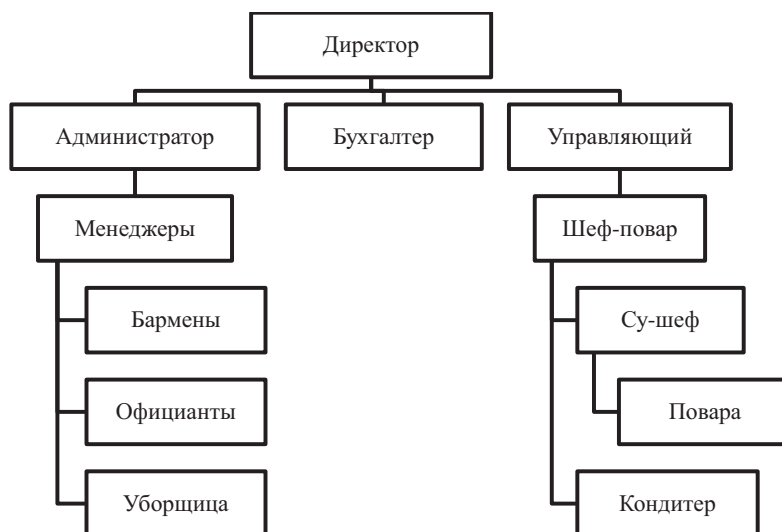 Директор
Администратор
Бухгалтер
Управляющий
Менеджеры
Шеф-повар
Бармены
Су-шеф
Официанты
Повара
Уборщица
Кондитер